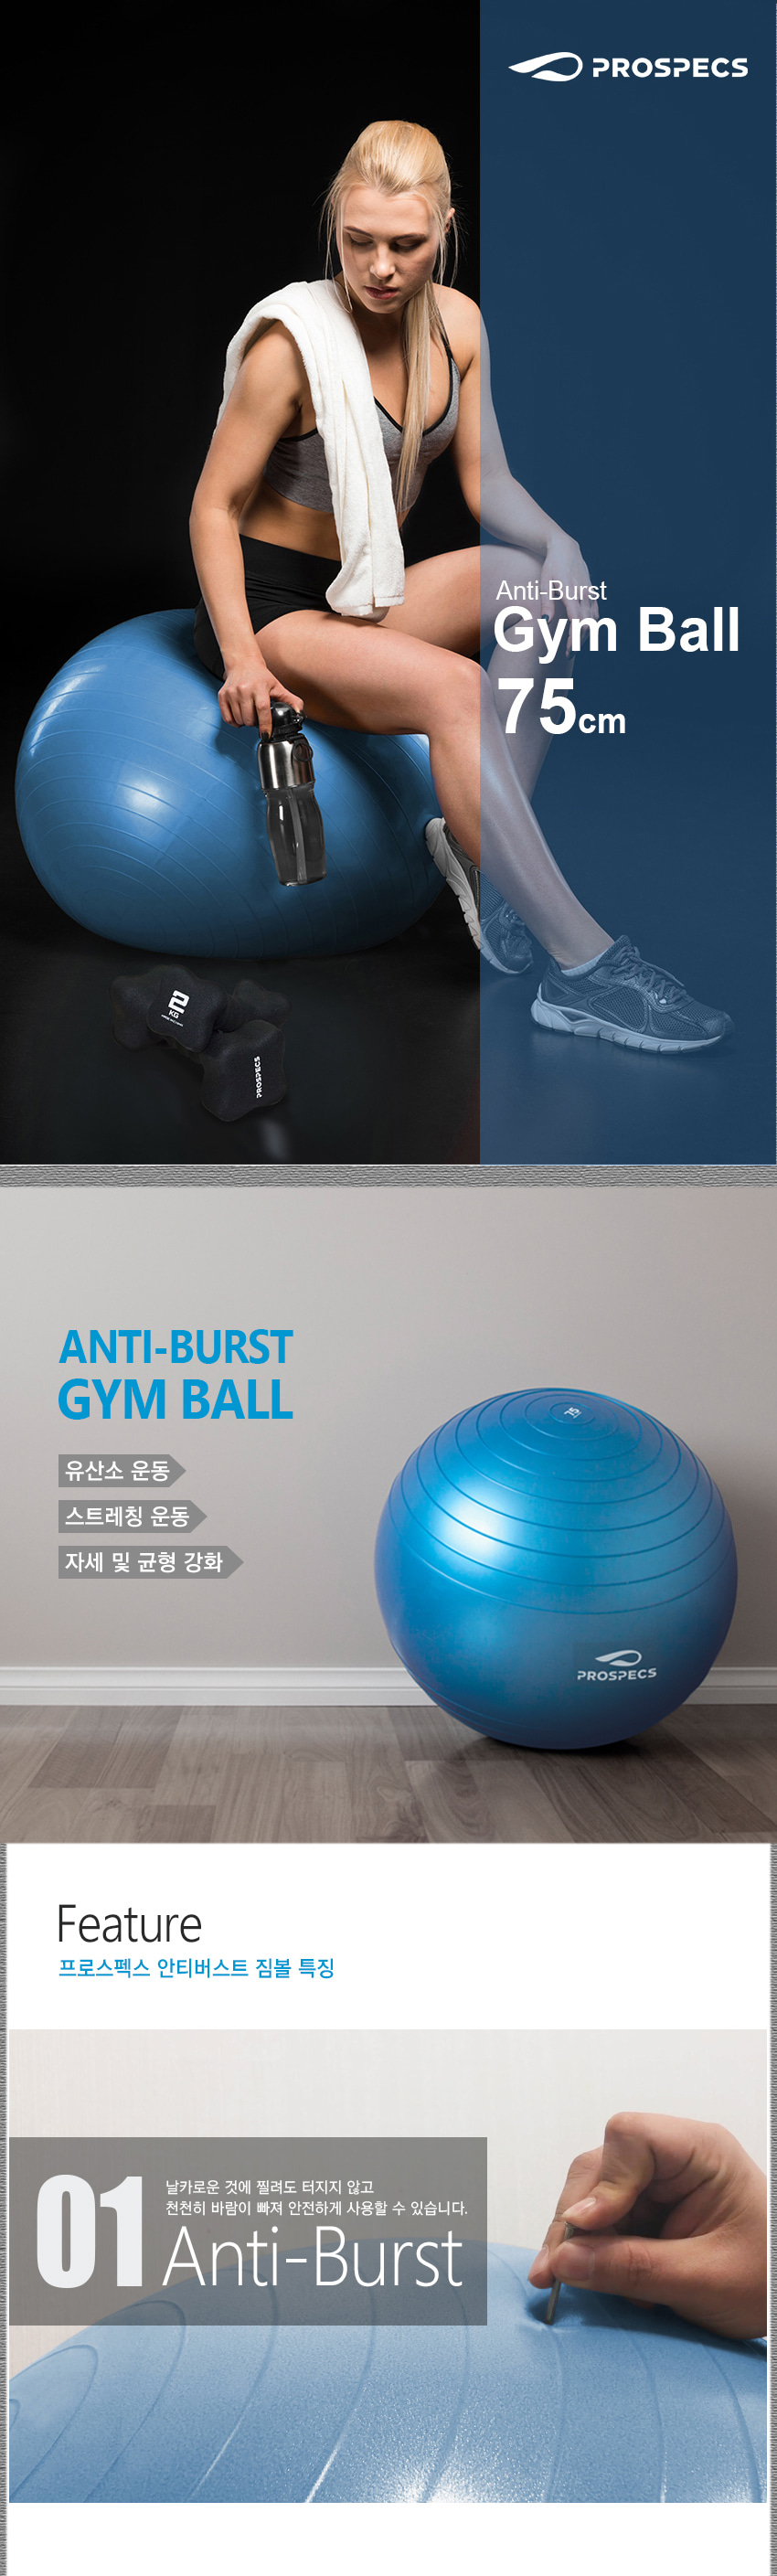 PROSPECS
Anti-Burst
Gym Ball
75cm
2
KG
PROSPECS
ANTI-BURST
GYM BALL
유산소 운동
스트레칭 운동
자세 및 균형 강화
75
PROSPECS
Feature
프로스펙스 안티버스트 짐볼 특징
01
날카로운 것에 찔려도 터지지 않고
천천히 바람이 빠져 안전하게 사용할 수 있습니다.
Anti-Burst